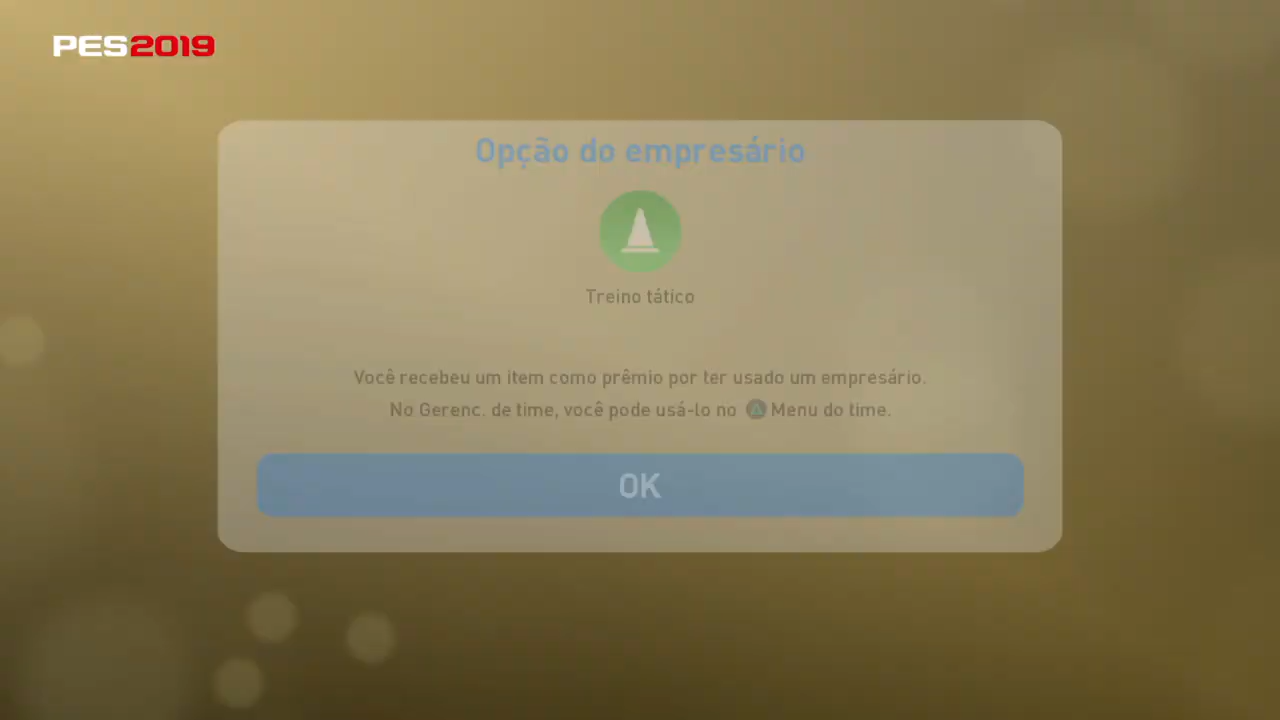 PES2019
Opção do empresário
Treino tático
Você recebeu um item como prêmio por ter usado um empresário.
No Gerenc. de time, você pode usá-lo no Menu do time.
OK